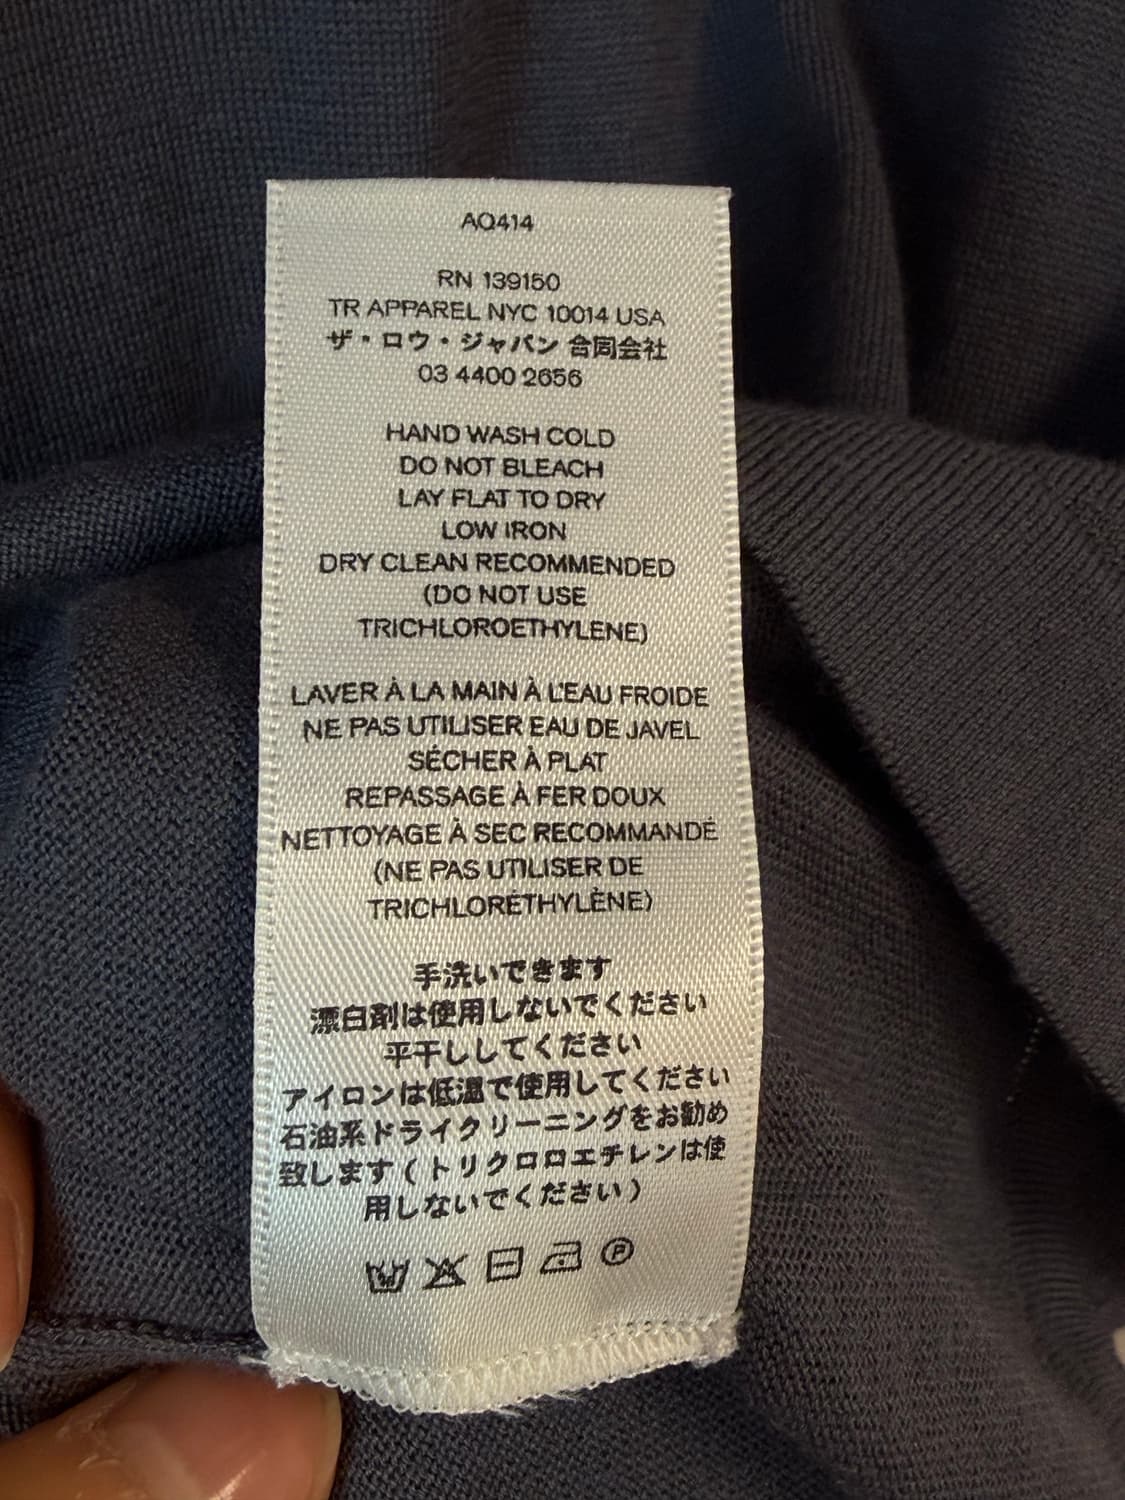 AO414
RN 139150
TR APPAREL NYC 10014 USA
ザ・ロウ・ジャパン 合同会社
03 4400 2656
HAND WASH COLD
DO NOT BLEACH
LAY FLAT TO DRY
LOW IRON
DRY CLEAN RECOMMENDED
(DO NOT USE
TRICHLOROETHYLENE)
LAVER À LA MAIN À L'EAU FROIDE
NE PAS UTILISER EAU DE JAVEL
SÉCHER À PLAT
REPASSAGE À FER DOUX
NETTOYAGE À SEC RECOMMANDÉ
(NE PAS UTILISER DE
TRICHLORÉTHYLÈNE)
手洗いできます
漂白剤は使用しないでください
平干ししてください
アイロンは低温で使用してください
石油系ドライクリーニングをお勧め
致します(トリクロロエチレンは使
用しないでください)
P